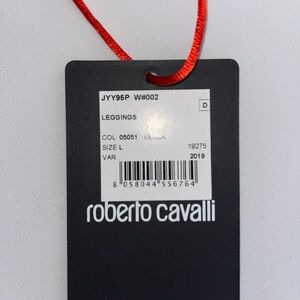 JYY95P W#002
D
LEGGINGS
COL 05051
SIZE L 19275
VAR 2019
8 058044 556764
roberto cavalli